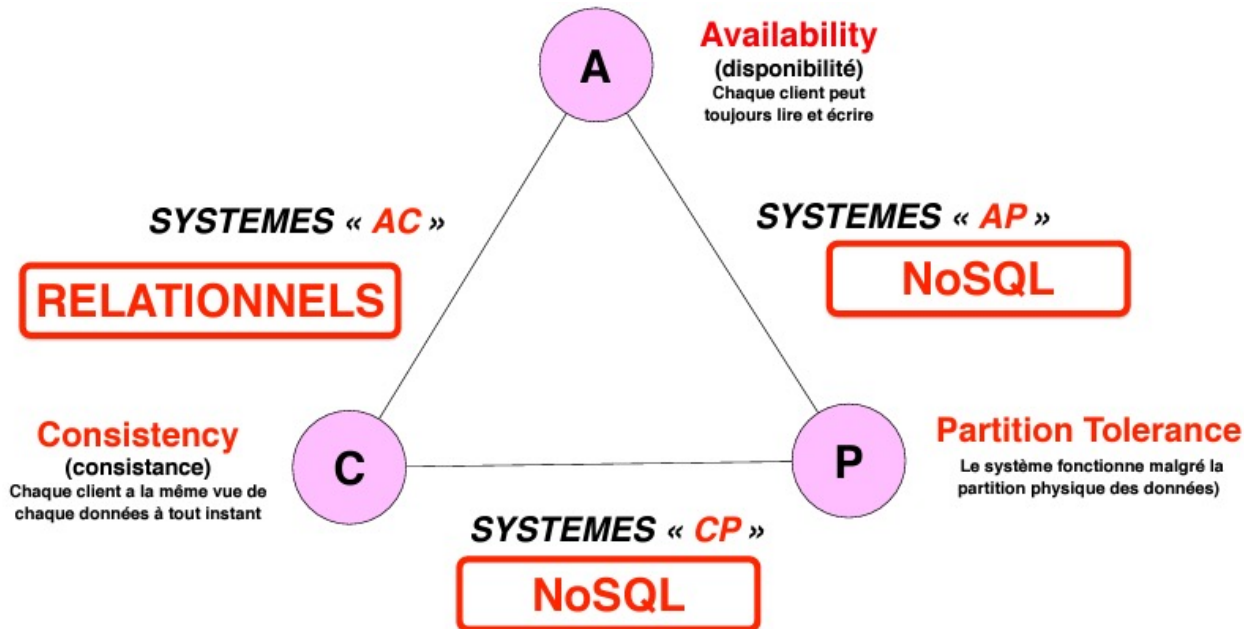 A
Availability
(disponibilité)
Chaque client peut
toujours lire et écrire
SYSTEMES « AC »
RELATIONNELS
SYSTEMES « AP »
NoSQL
Consistency
(consistance)
Chaque client a la même vue de
chaque données à tout instant
C
P
Partition Tolerance
Le système fonctionne malgré la
partition physique des données)
SYSTEMES « CP »
NoSQL